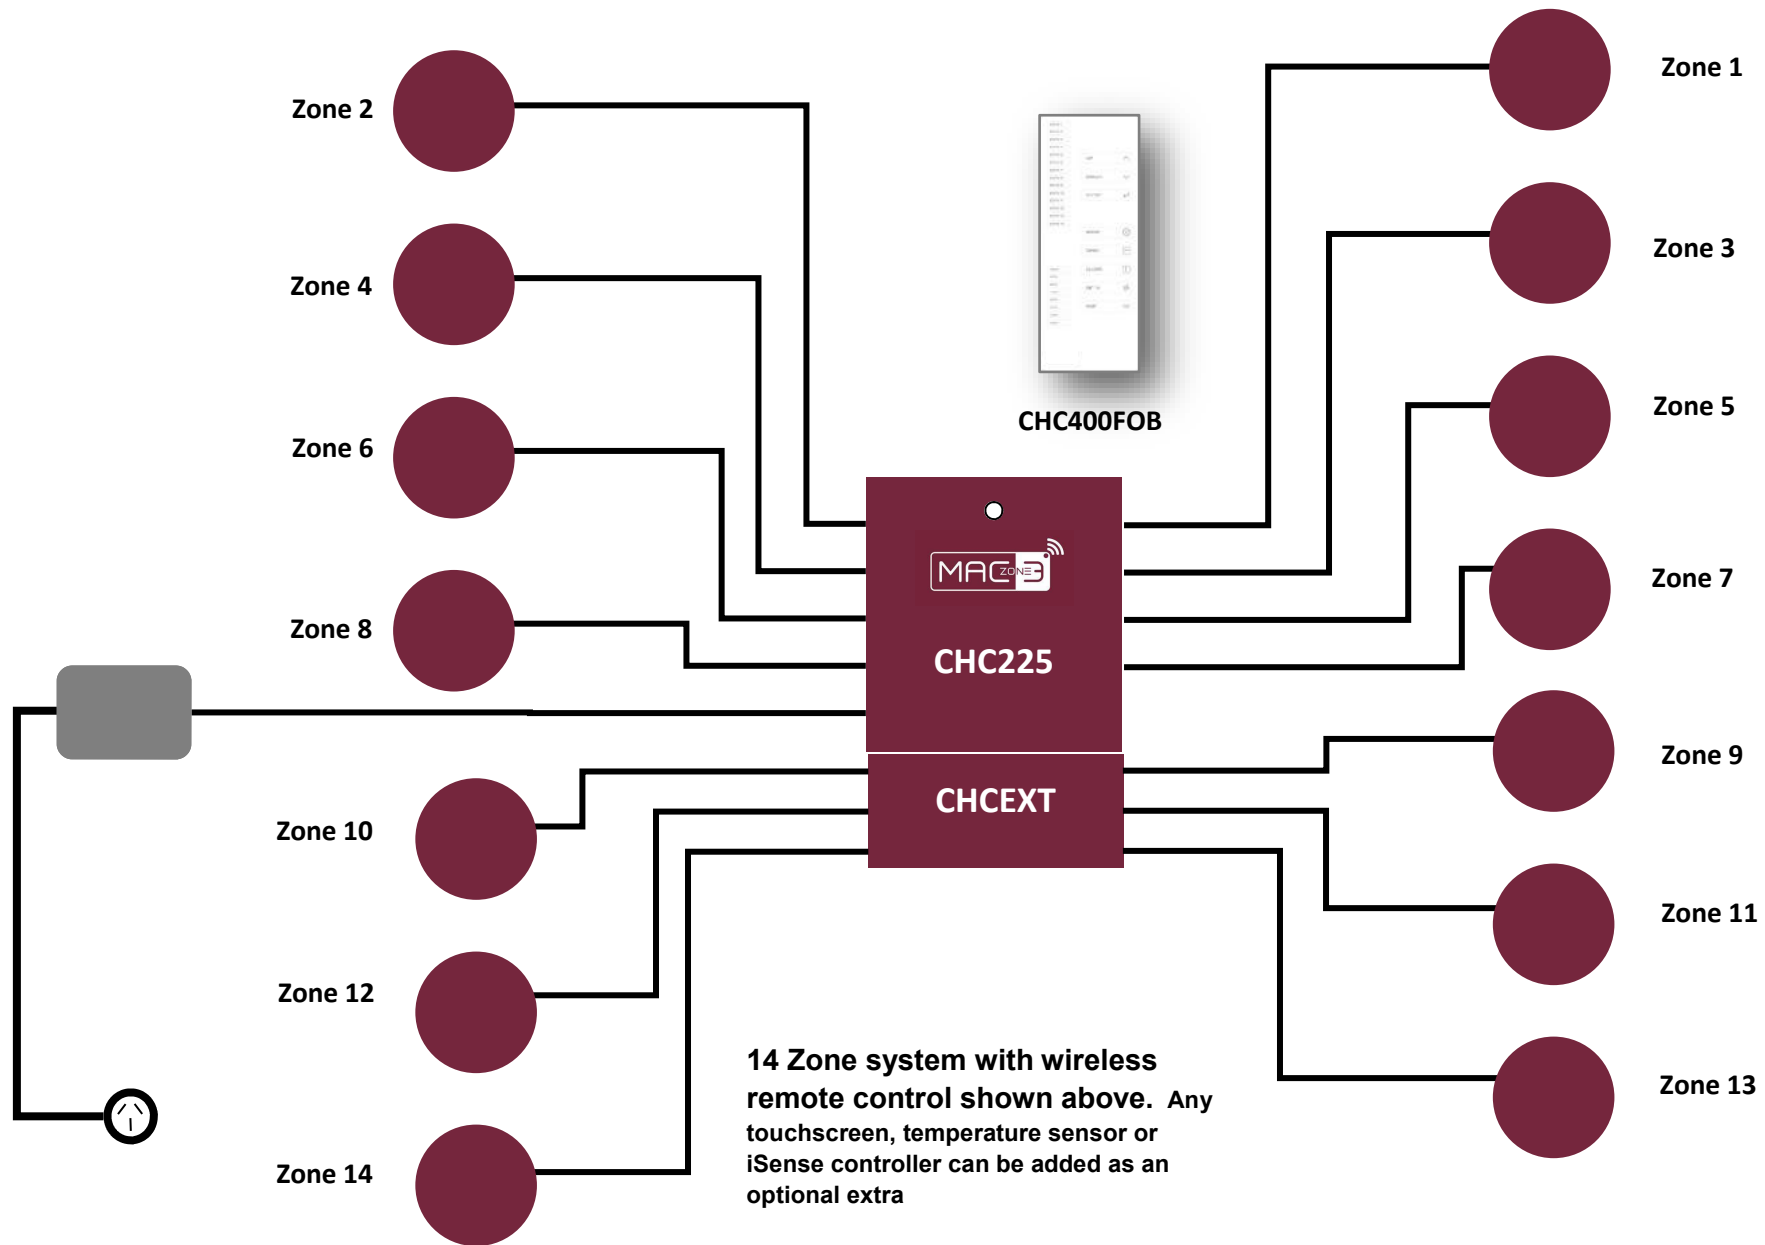 Zone 1
Zone 2
Zone 3
Zone 4
Zone 5
CHC400FOB
Zone 6
MAC ZONE 3
Zone 7
Zone 8
CHC225
Zone 9
CHCEXT
Zone 10
Zone 11
Zone 12
14 Zone system with wireless
remote control shown above. Any
touchscreen, temperature sensor or
iSense controller can be added as an
optional extra
Zone 13
Zone 14